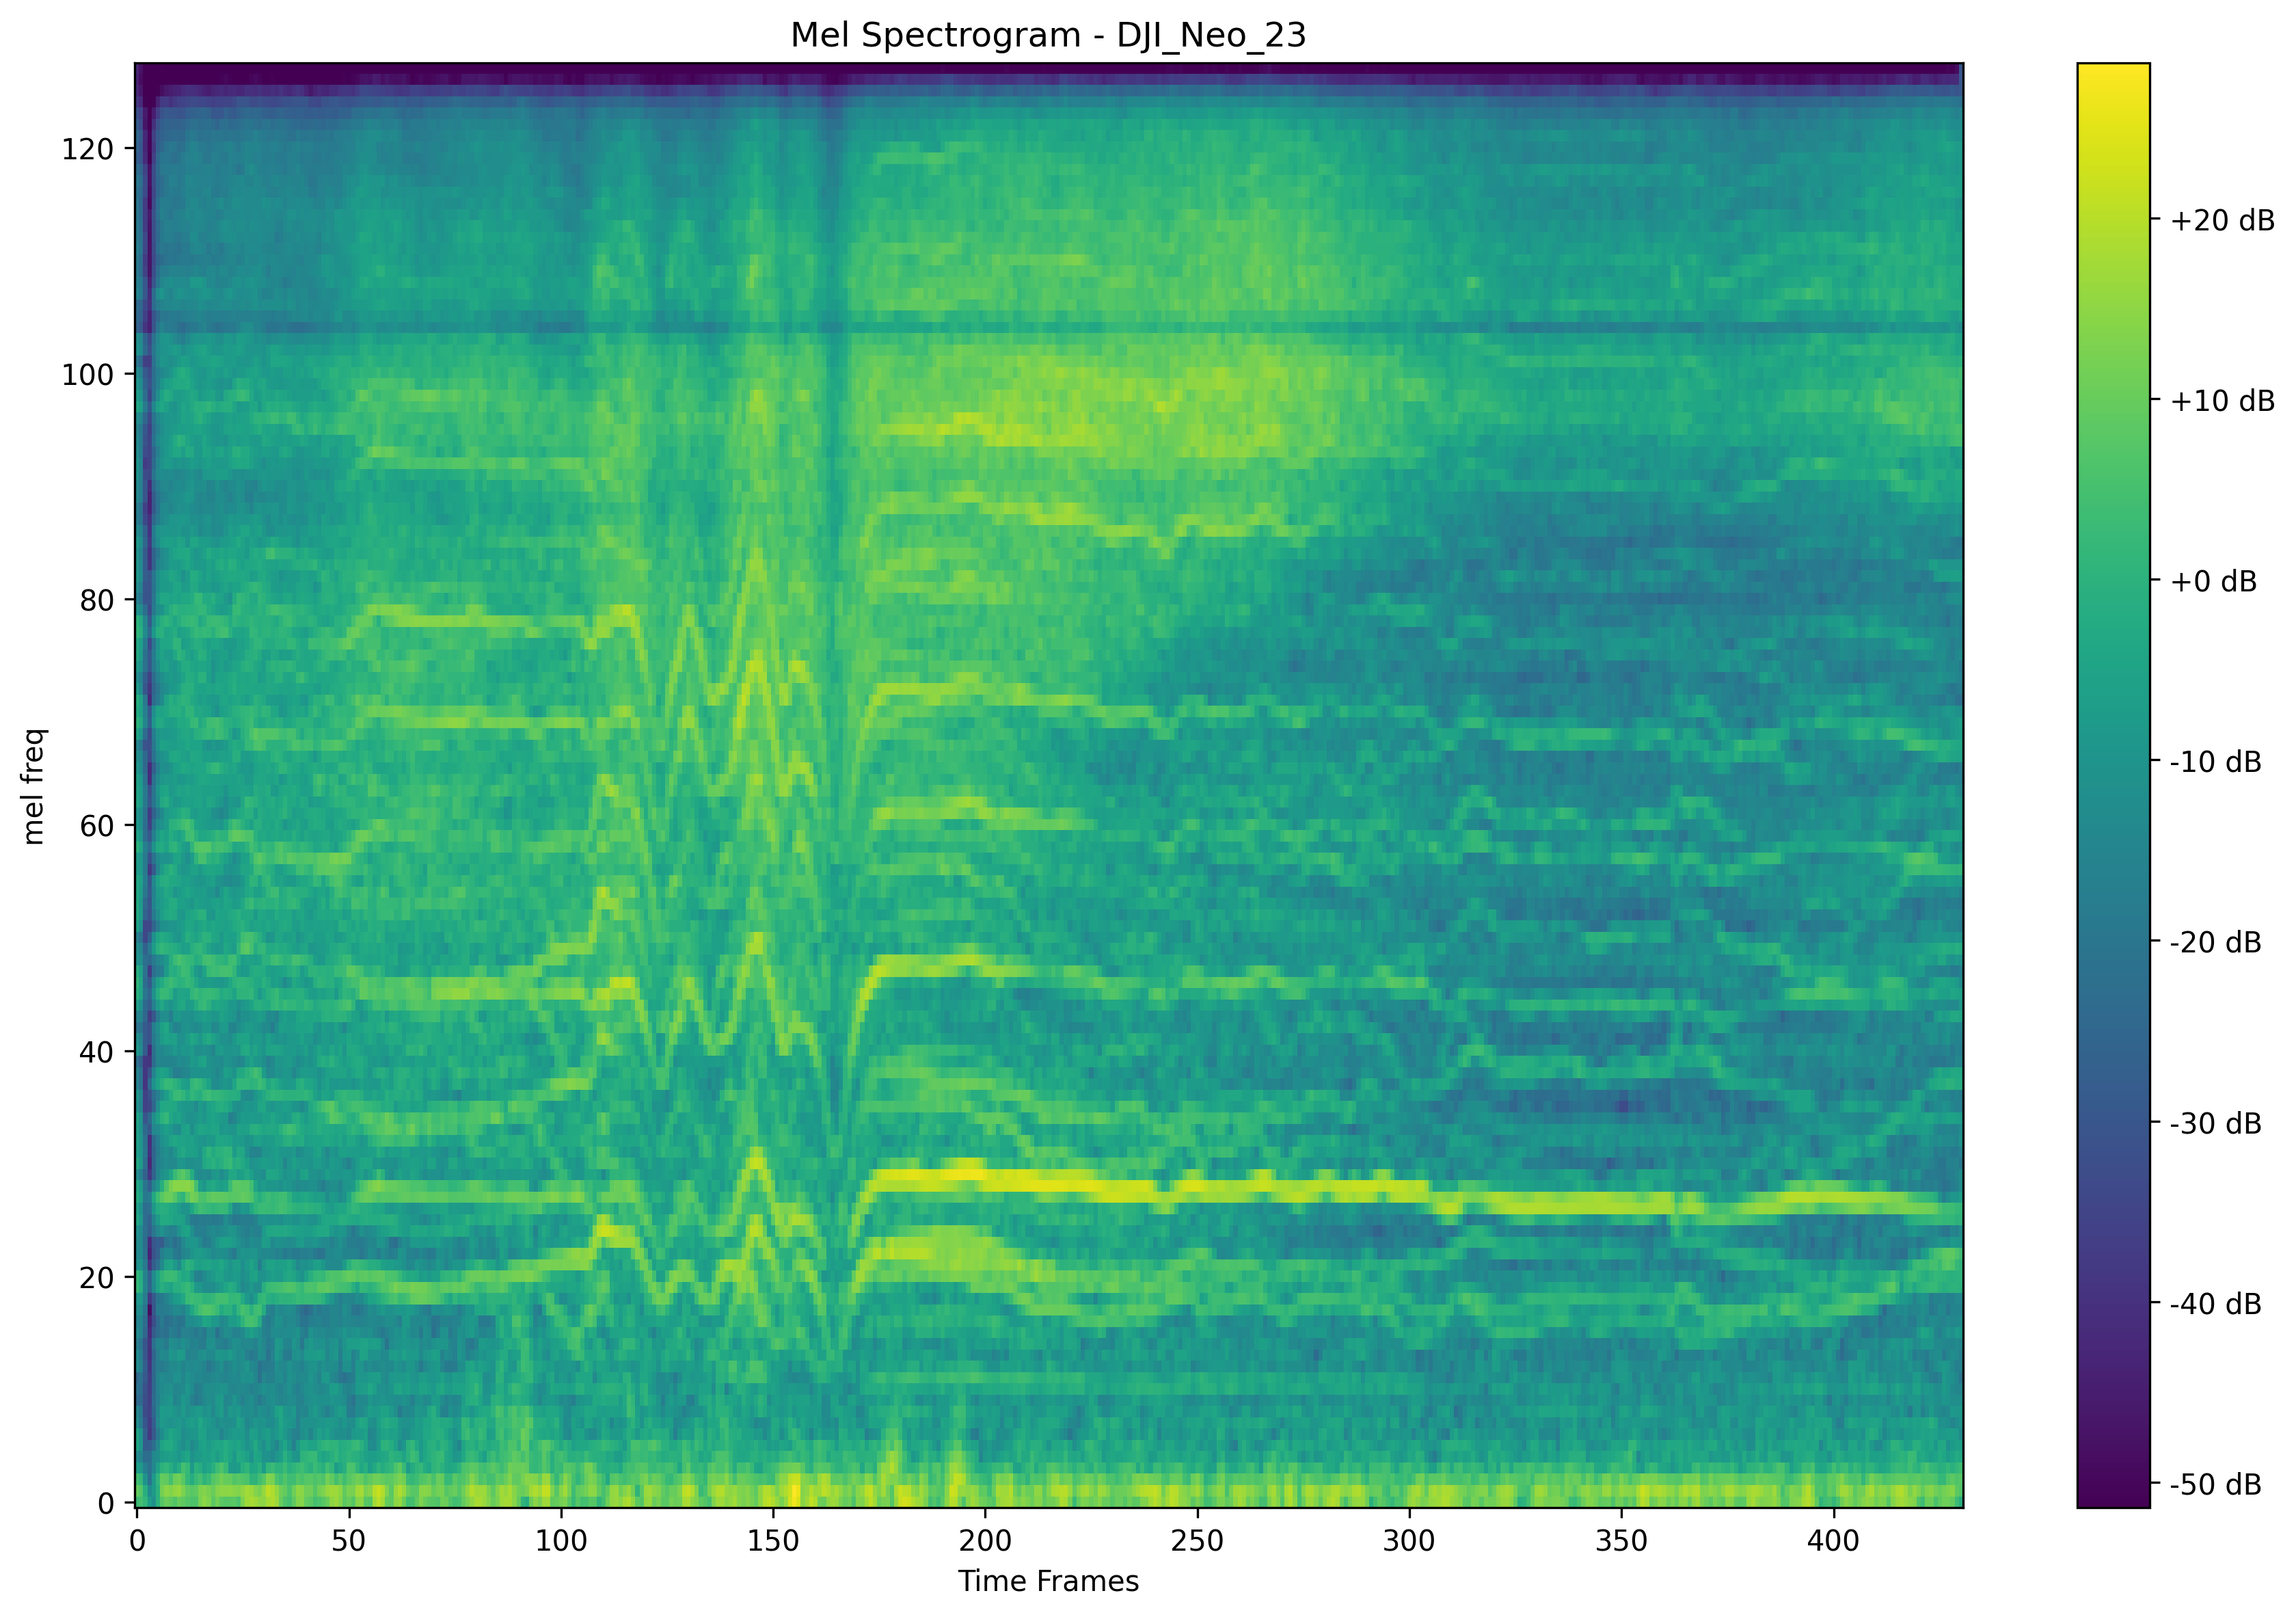 Mel Spectrogram - DJI_Neo_23
mel freq
120
100
80
60
40
20
0
0 50 100 150 200 250 300 350 400
Time Frames
+20 dB
+10 dB
+0 dB
-10 dB
-20 dB
-30 dB
-40 dB
-50 dB